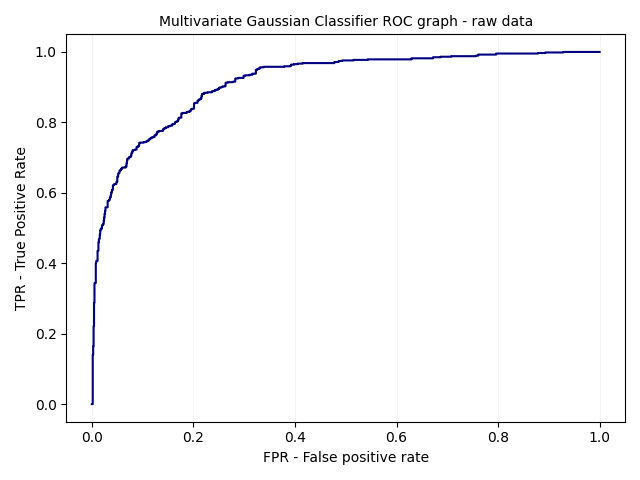 Multivariate Gaussian Classifier ROC graph - raw data
TPR - True Positive Rate
1.0
0.8
0.6
0.4
0.2
0.0
0.0 0.2 0.4 0.6 0.8 1.0
FPR - False positive rate